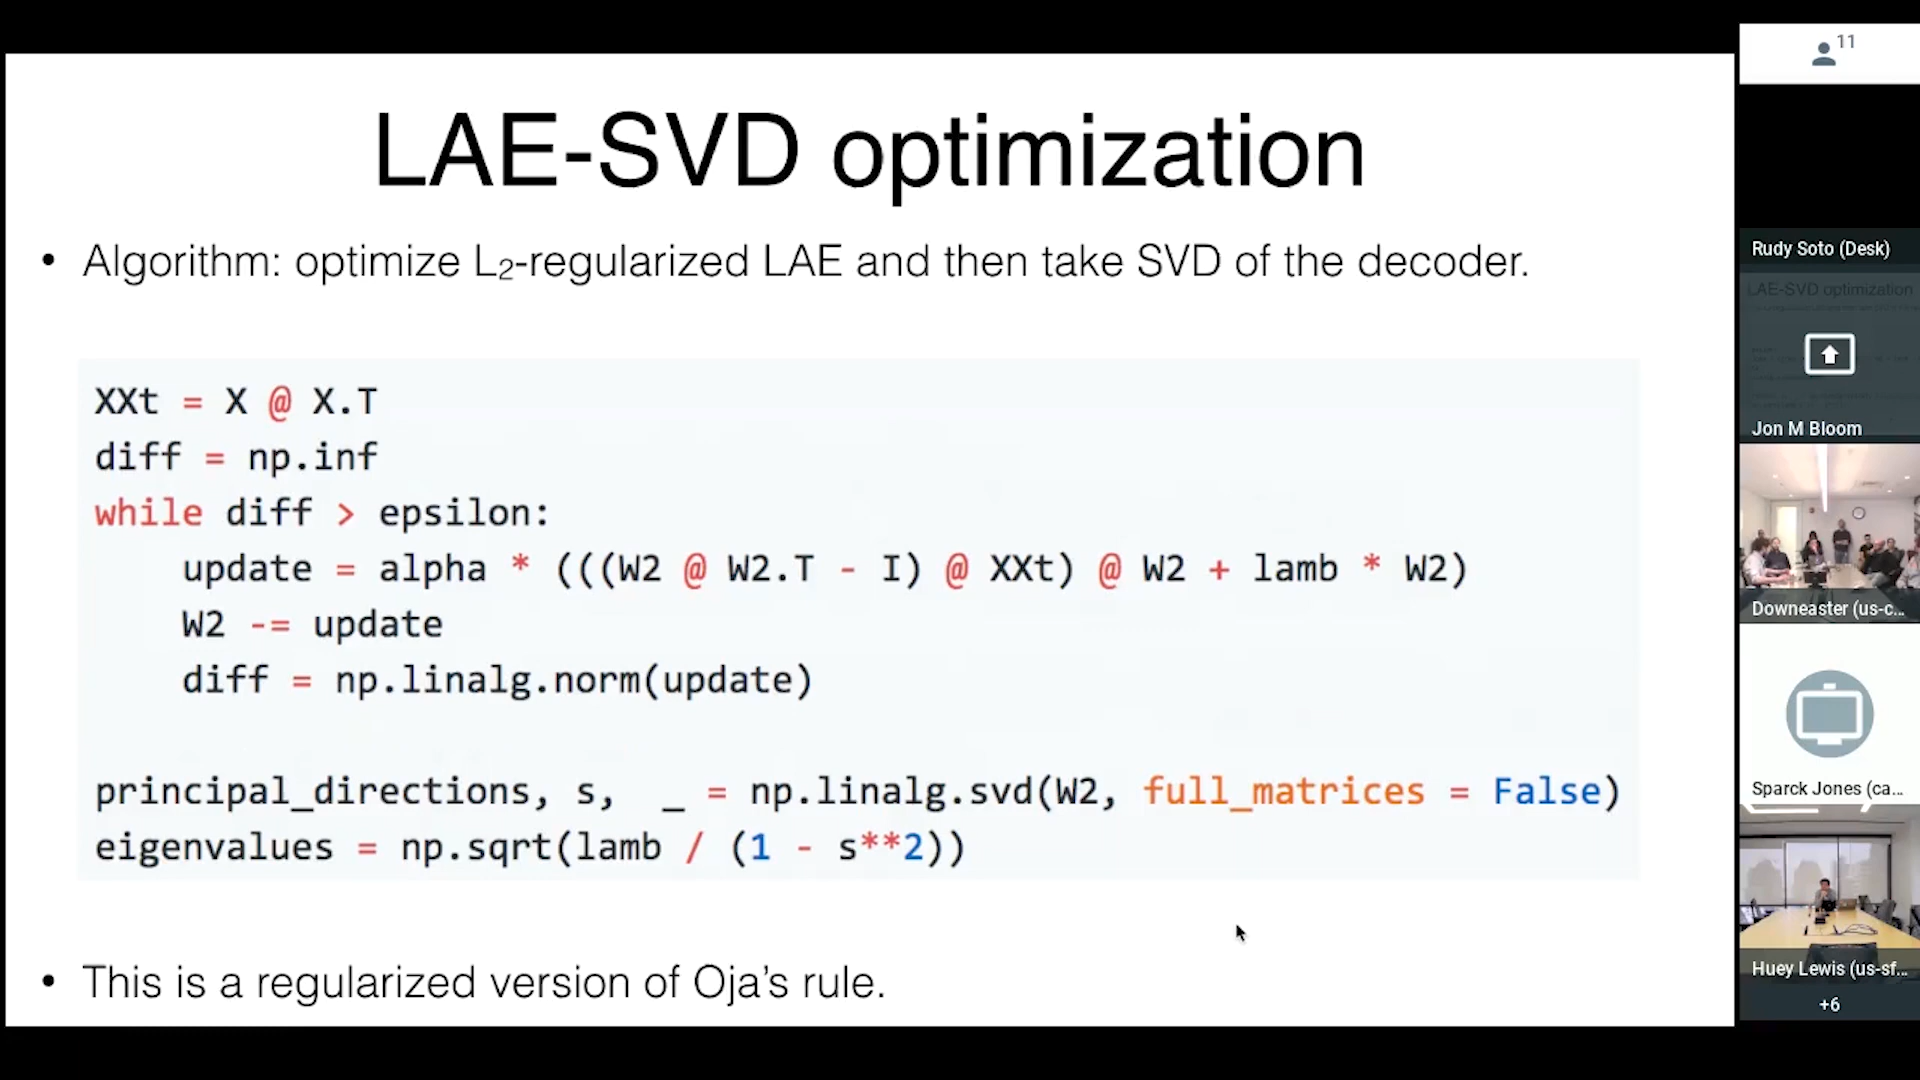 LAE-SVD optimization
• Algorithm: optimize L₂-regularized LAE and then take SVD of the decoder.
XXt = X @ X.T
diff = np.inf
while diff > epsilon:
    update = alpha * (((W2 @ W2.T - I) @ XXt) @ W2 + lamb * W2)
    W2 -= update
    diff = np.linalg.norm(update)
principal_directions, s, _ = np.linalg.svd(W2, full_matrices = False)
eigenvalues = np.sqrt(lamb / (1 - s**2))
• This is a regularized version of Oja's rule.
11
Rudy Soto (Desk)
LAE-SVD optimization
Jon M Bloom
Downeaster (us-c...
Sparck Jones (ca...
Huey Lewis (us-sf...
+6